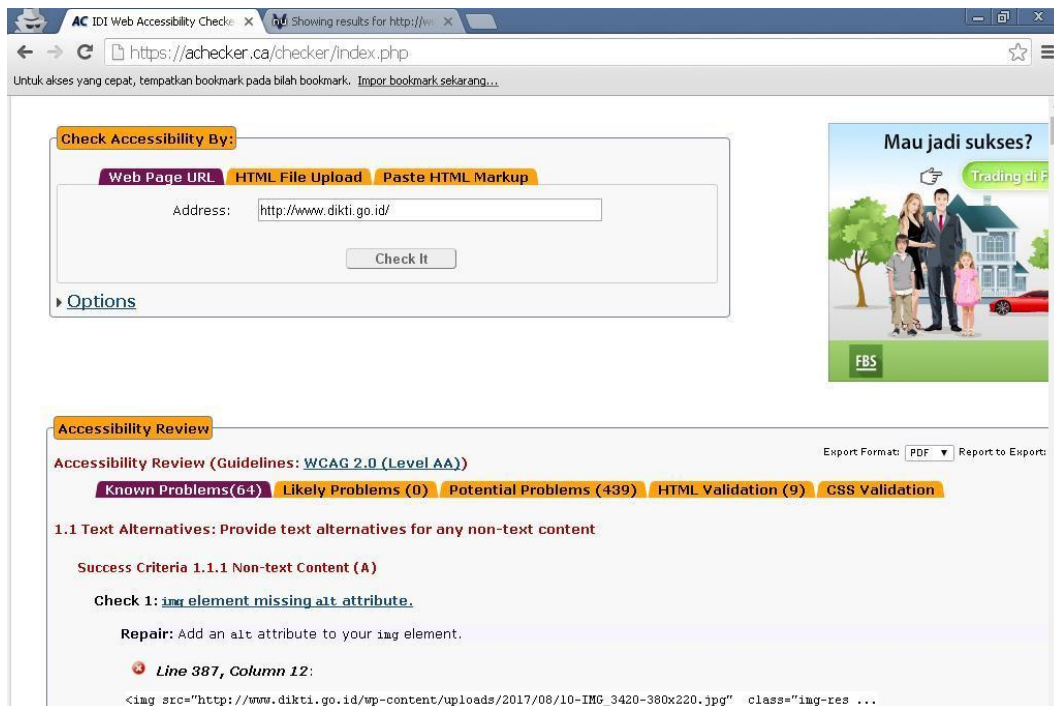 AC IDI Web Accessibility Checke
Showing results for http://w
https://achecker.ca/checker/index.php
Untuk akses yang cepat, tempatkan bookmark pada bilah bookmark. Impor bookmark sekarang...
Check Accessibility By:
Web Page URL HTML File Upload Paste HTML Markup
Address: http://www.dikti.go.id/
Check It
Options
Mau jadi sukses?
Trading di F
FBS
Accessibility Review
Export Format: PDF Report to Export:
Accessibility Review (Guidelines: WCAG 2.0 (Level AA))
Known Problems(64) Likely Problems (0) Potential Problems (439) HTML Validation (9) CSS Validation
1.1 Text Alternatives: Provide text alternatives for any non-text content
Success Criteria 1.1.1 Non-text Content (A)
Check 1: img element missing alt attribute.
Repair: Add an alt attribute to your img element.
Line 387, Column 12:
<img src="http://www.dikti.go.id/wp-content/uploads/2017/08/10-IMG_3420-380x220.jpg" class="img-res ...